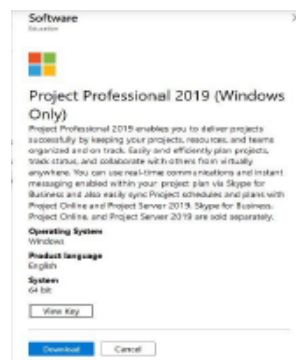 Software
Education
Project Professional 2019 (Windows
Only)
Project Professional 2019 enables you to deliver projects
successfully by keeping your projects, resources, and teams
organized and on track. Easily and efficiently plan projects,
track status, and collaborate with others from virtually
anywhere. You can use real-time communications and instant
messaging enabled within your project plan via Skype for
Business and also easily sync Project schedules and plans with
Project Online and Project Server 2019. Skype for Business,
Project Online, and Project Server 2019 are sold separately.
Operating System
Windows
Product language
English
System
64 bit
View Key
Download Cancel